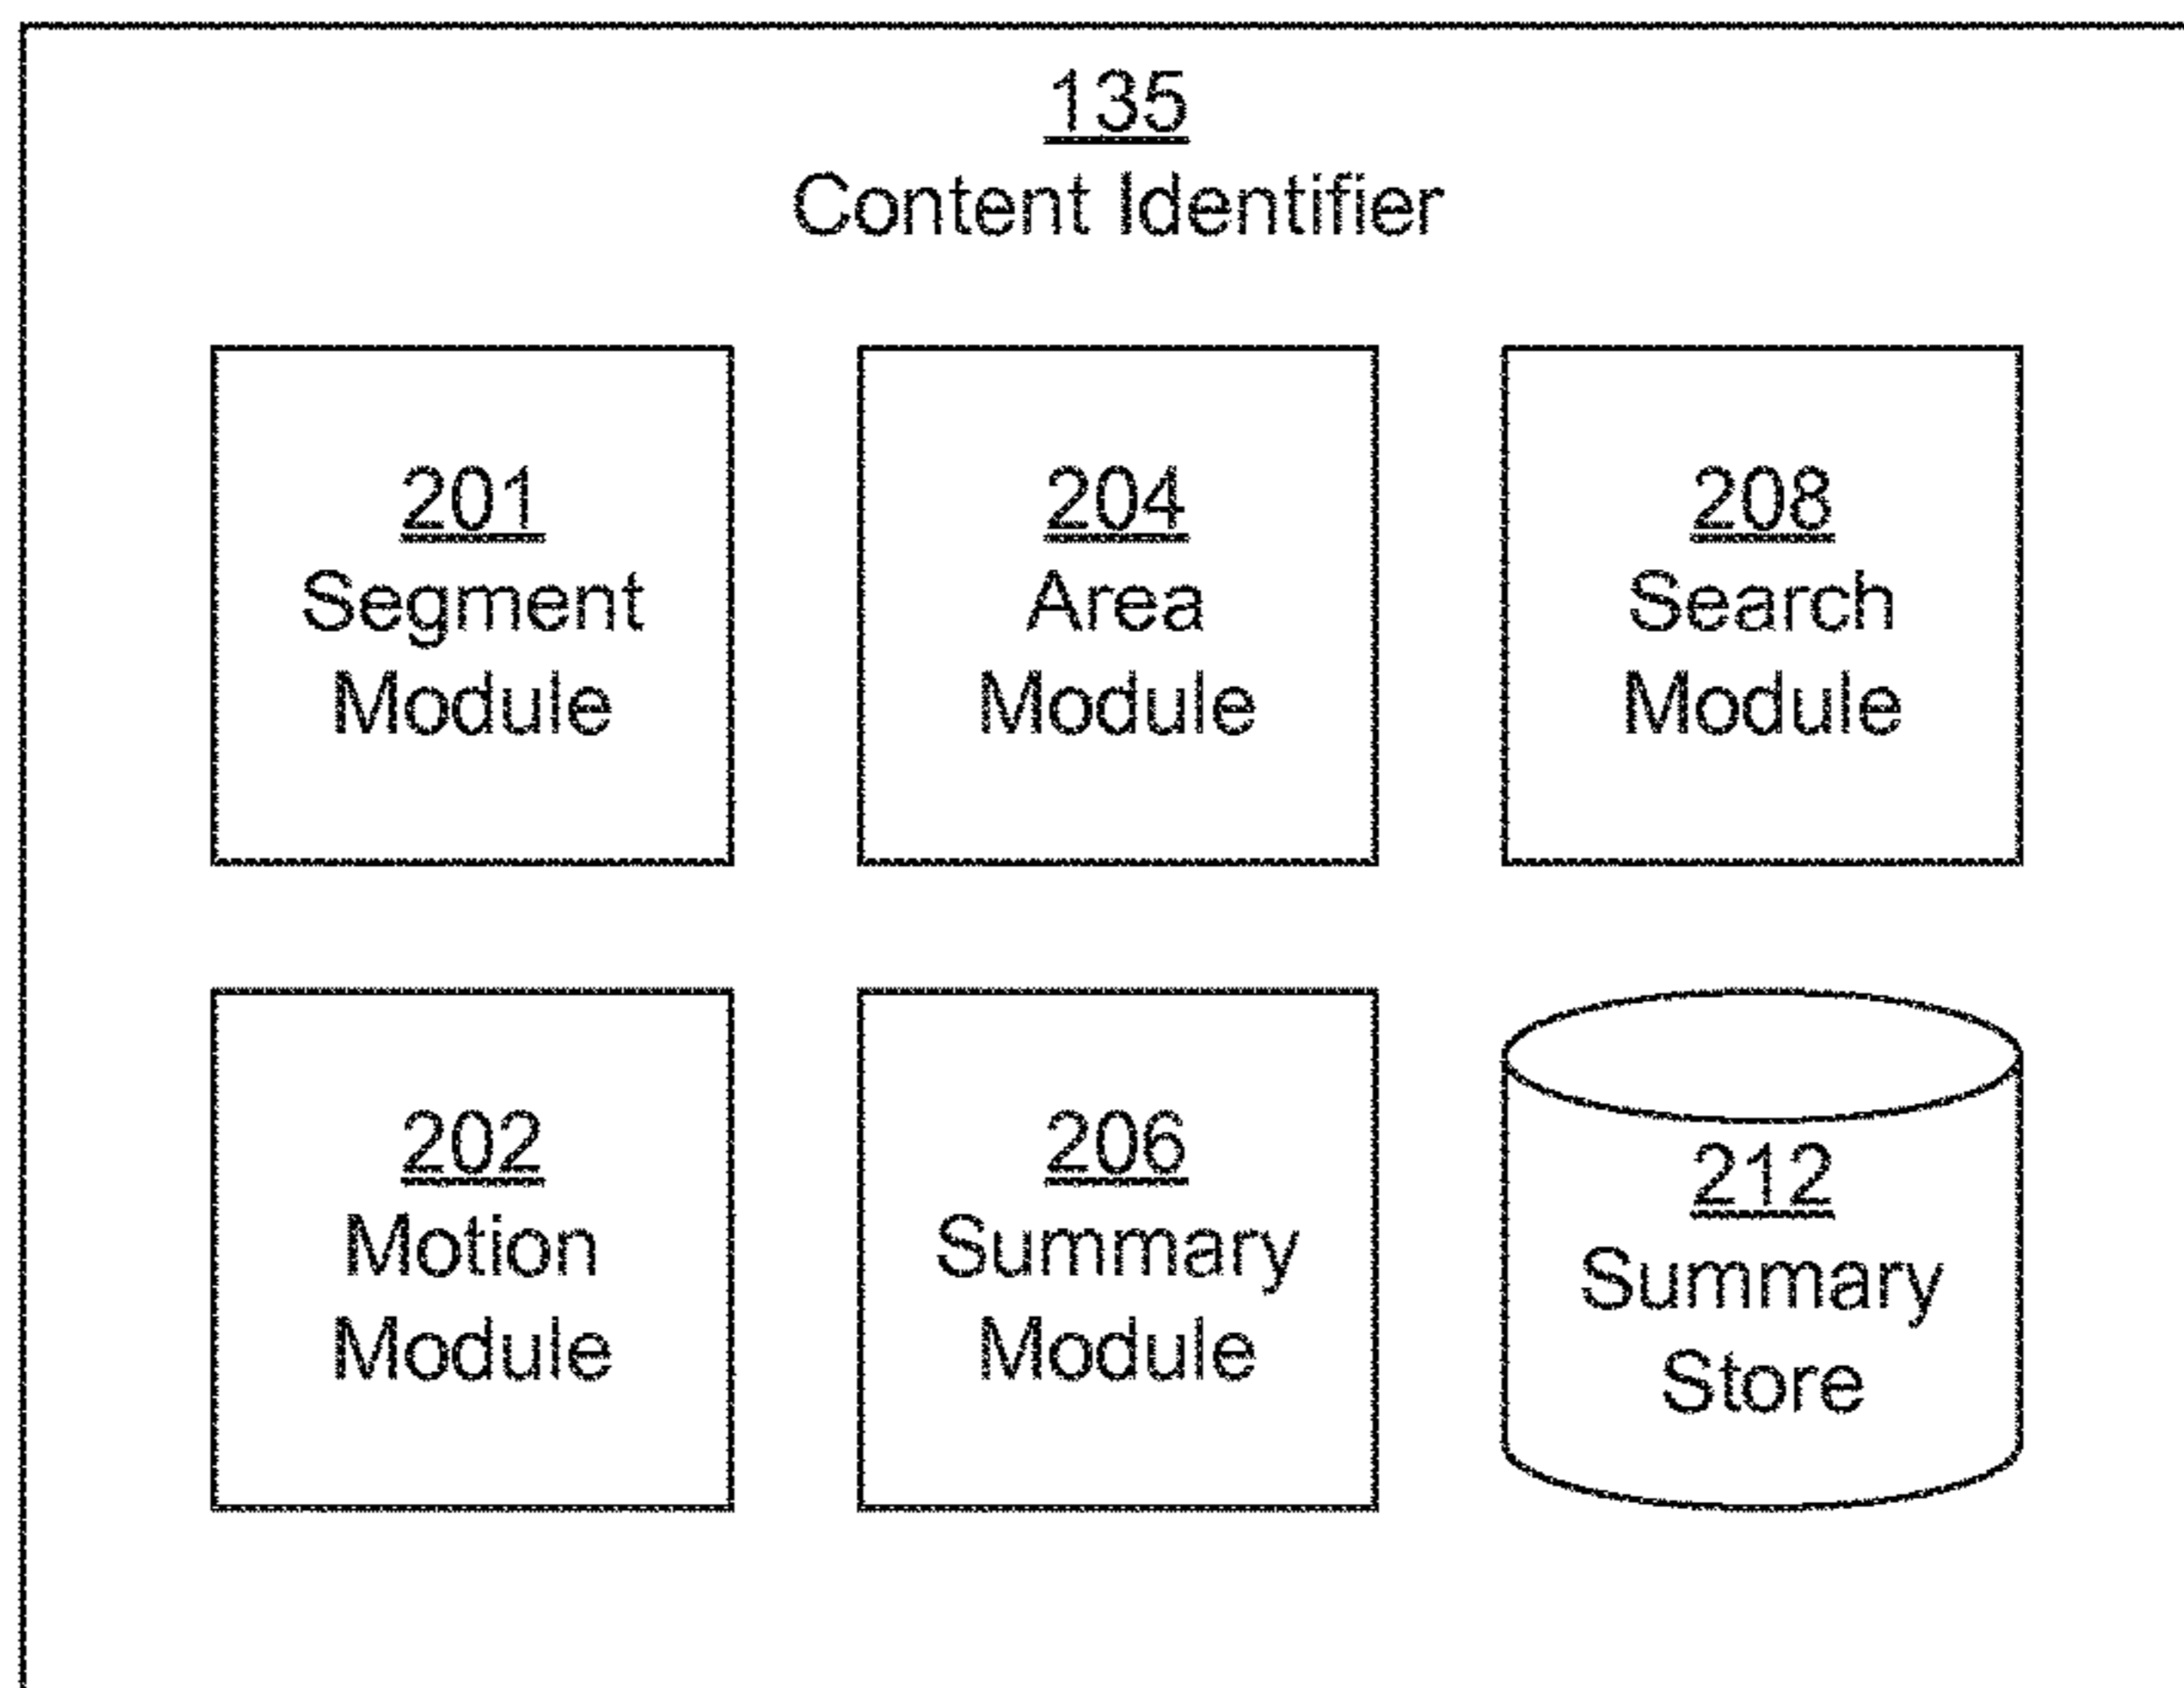 135
Content Identifier
201
Segment
Module
204
Area
Module
208
Search
Module
202
Motion
Module
206
Summary
Module
212
Summary
Store